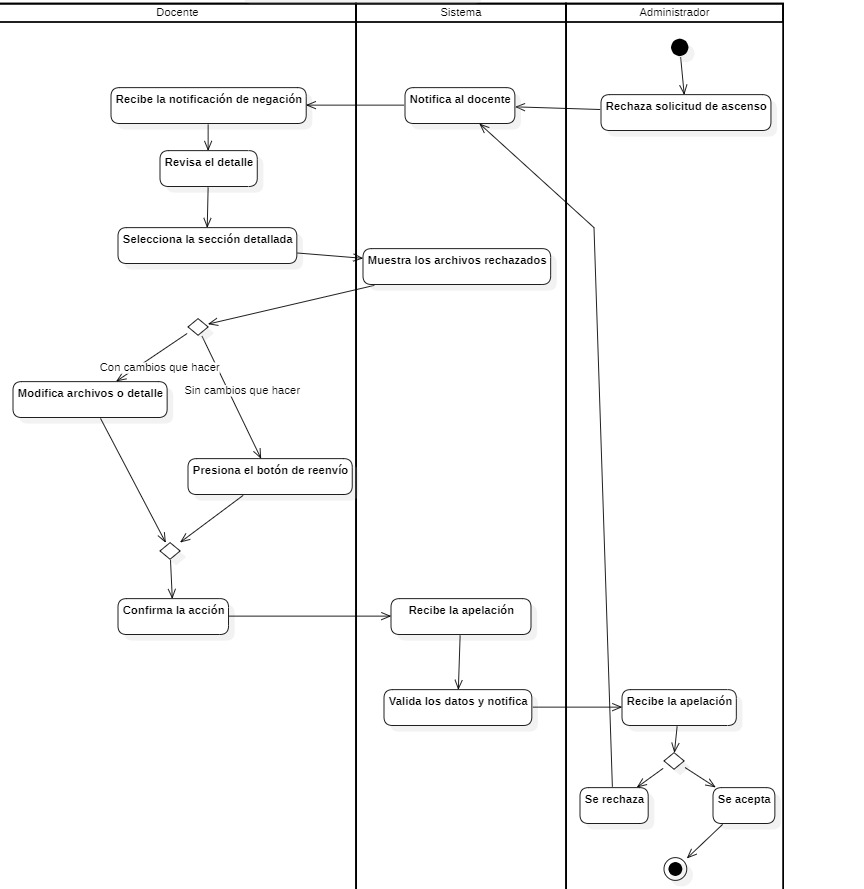 Docente
Sistema
Administrador
Recibe la notificación de negación
Notifica al docente
Rechaza solicitud de ascenso
Revisa el detalle
Selecciona la sección detallada
Muestra los archivos rechazados
Con cambios que hacer
Sin cambios que hacer
Modifica archivos o detalle
Presiona el botón de reenvío
Confirma la acción
Recibe la apelación
Valida los datos y notifica
Recibe la apelación
Se rechaza
Se acepta